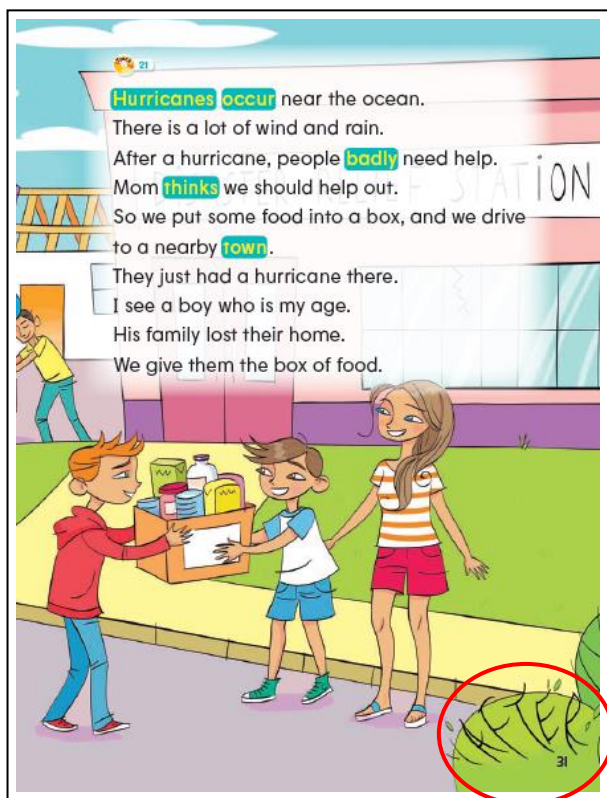 21
Hurricanes occur near the ocean.
There is a lot of wind and rain.
After a hurricane, people badly need help.
Mom thinks we should help out.
STATION
So we put some food into a box, and we drive
to a nearby town.
They just had a hurricane there.
I see a boy who is my age.
His family lost their home.
We give them the box of food.
31